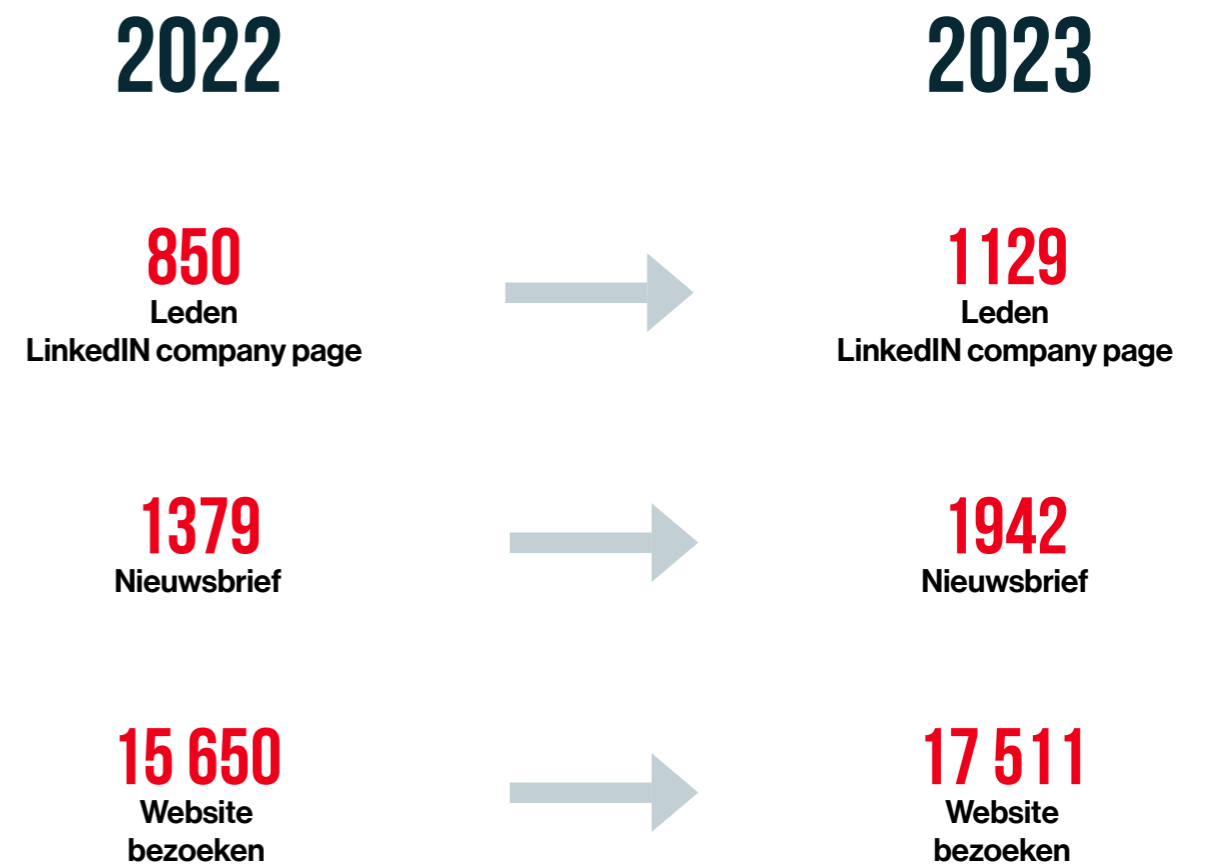 2022
2023
850
1129
Leden
LinkedIN company page
Leden
LinkedIN company page
1379
1942
Nieuwsbrief
Nieuwsbrief
15 650
17 511
Website
bezoeken
Website
bezoeken